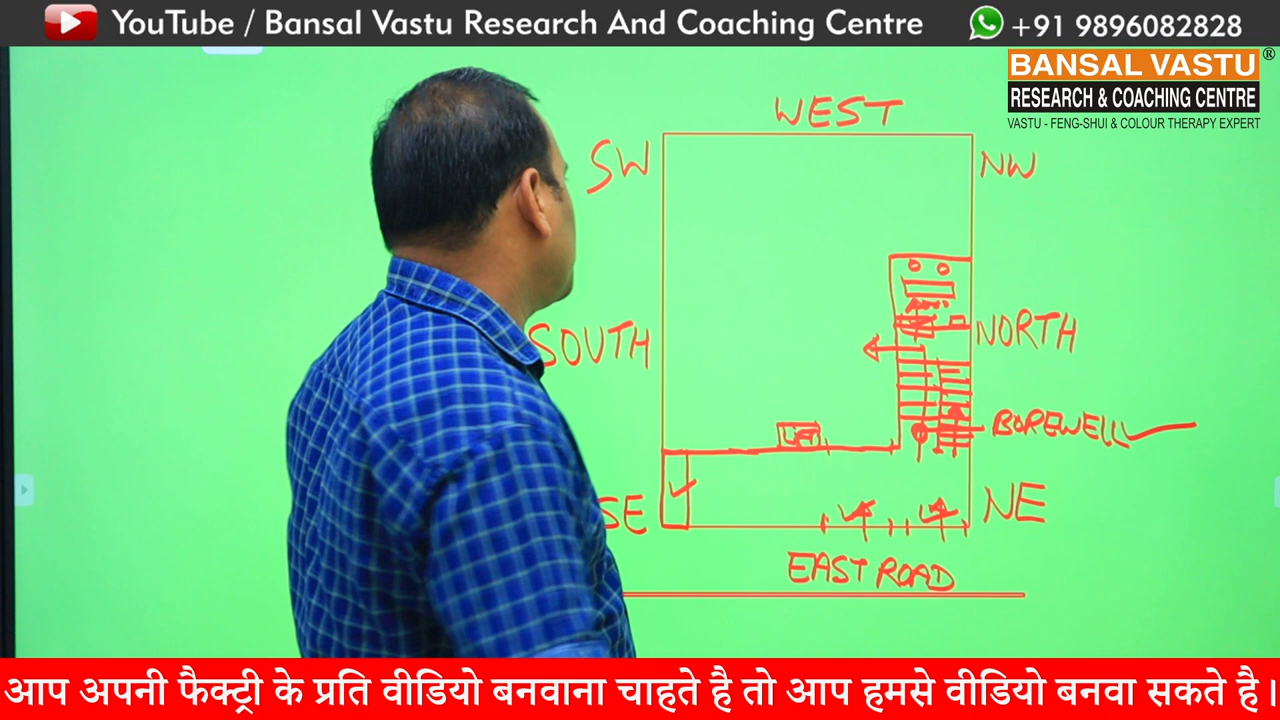 YouTube / Bansal Vastu Research And Coaching Centre
+91 9896082828
BANSAL VASTU®
RESEARCH & COACHING CENTRE
VASTU - FENG-SHUI & COLOUR THERAPY EXPERT
WEST
SW
NW
SOUTH
NORTH
BOREWELL
SE
NE
EAST ROAD
आप अपनी फैक्ट्री के प्रति वीडियो बनवाना चाहते है तो आप हमसे वीडियो बनवा सकते है।